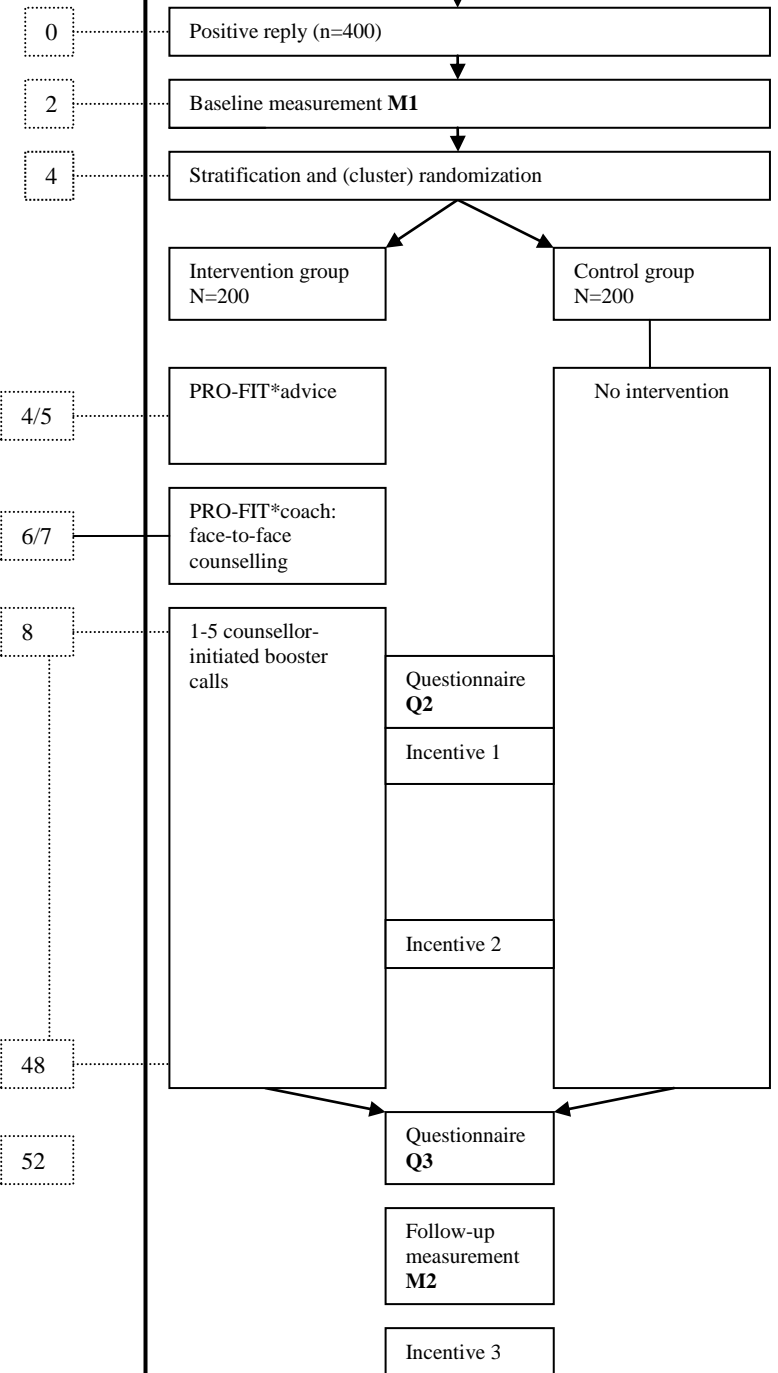 0
Positive reply (n=400)
2
Baseline measurement M1
4
Stratification and (cluster) randomization
Intervention group
N=200
Control group
N=200
4/5
PRO-FIT*advice
No intervention
6/7
PRO-FIT*coach:
face-to-face
counselling
8
1-5 counsellor-
initiated booster
calls
Questionnaire
Q2
Incentive 1
Incentive 2
48
52
Questionnaire
Q3
Follow-up
measurement
M2
Incentive 3